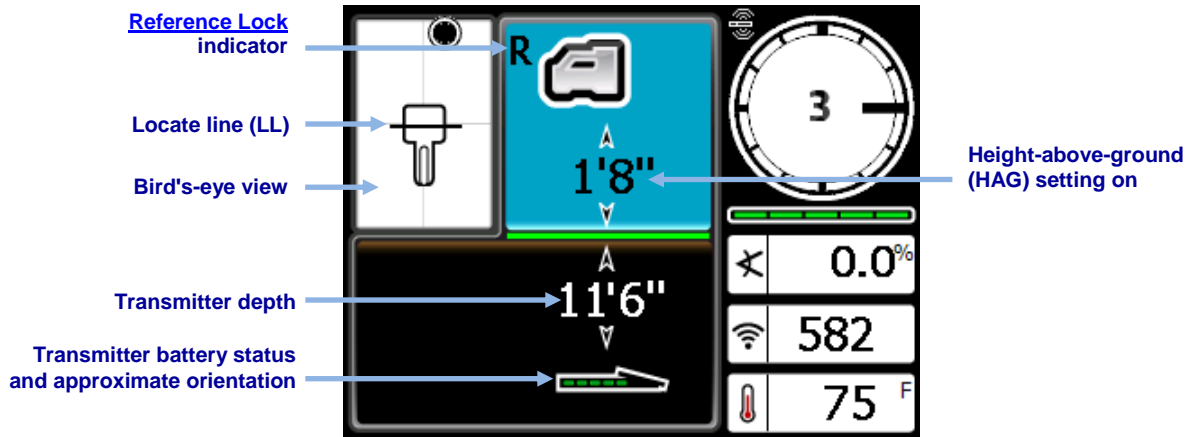 Reference Lock
indicator
Locate line (LL)
Bird's-eye view
Transmitter depth
Transmitter battery status
and approximate orientation
R
1'8"
11'6"
3
0.0%
582
75 F
Height-above-ground
(HAG) setting on